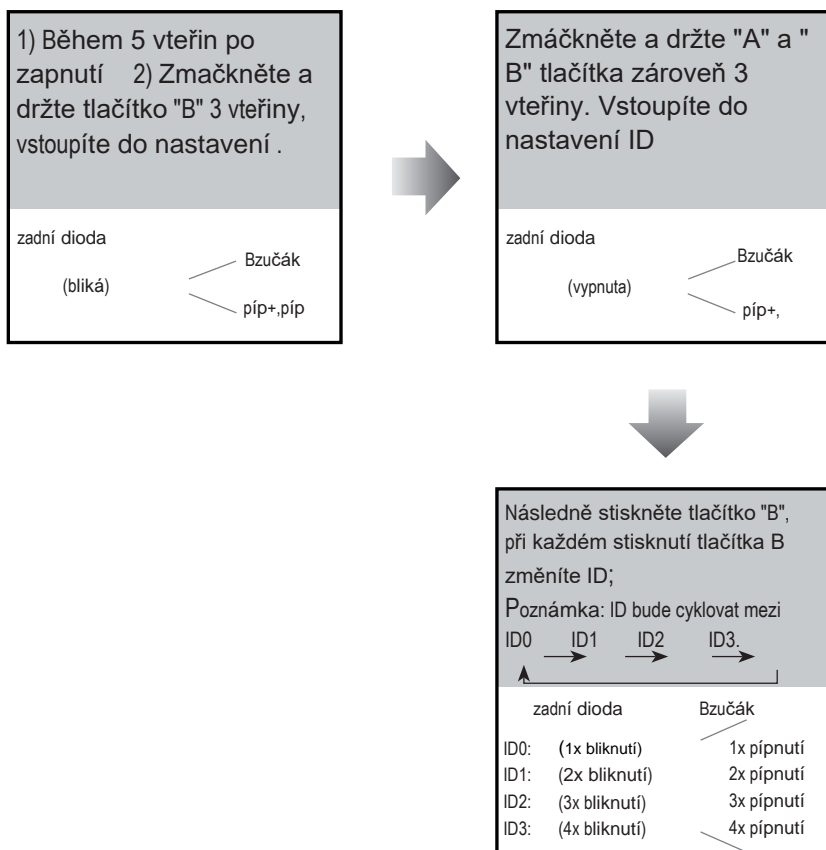 1) Během 5 vteřin po
zapnutí 2) Zmačkněte a
držte tlačítko "B" 3 vteřiny,
vstoupíte do nastavení .
zadní dioda
Bzučák
(bliká)
píp+,píp
Zmáčkněte a držte "A" a "
B" tlačítka zároveň 3
vteřiny. Vstoupíte do
nastavení ID
zadní dioda
Bzučák
(vypnuta)
píp+,
Následně stiskněte tlačítko "B",
při každém stisknutí tlačítka B
změníte ID;
Poznámka: ID bude cyklovat mezi
ID0 ID1 ID2 ID3.
zadní dioda Bzučák
ID0: (1x bliknutí) 1x pípnutí
ID1: (2x bliknutí) 2x pípnutí
ID2: (3x bliknutí) 3x pípnutí
ID3: (4x bliknutí) 4x pípnutí